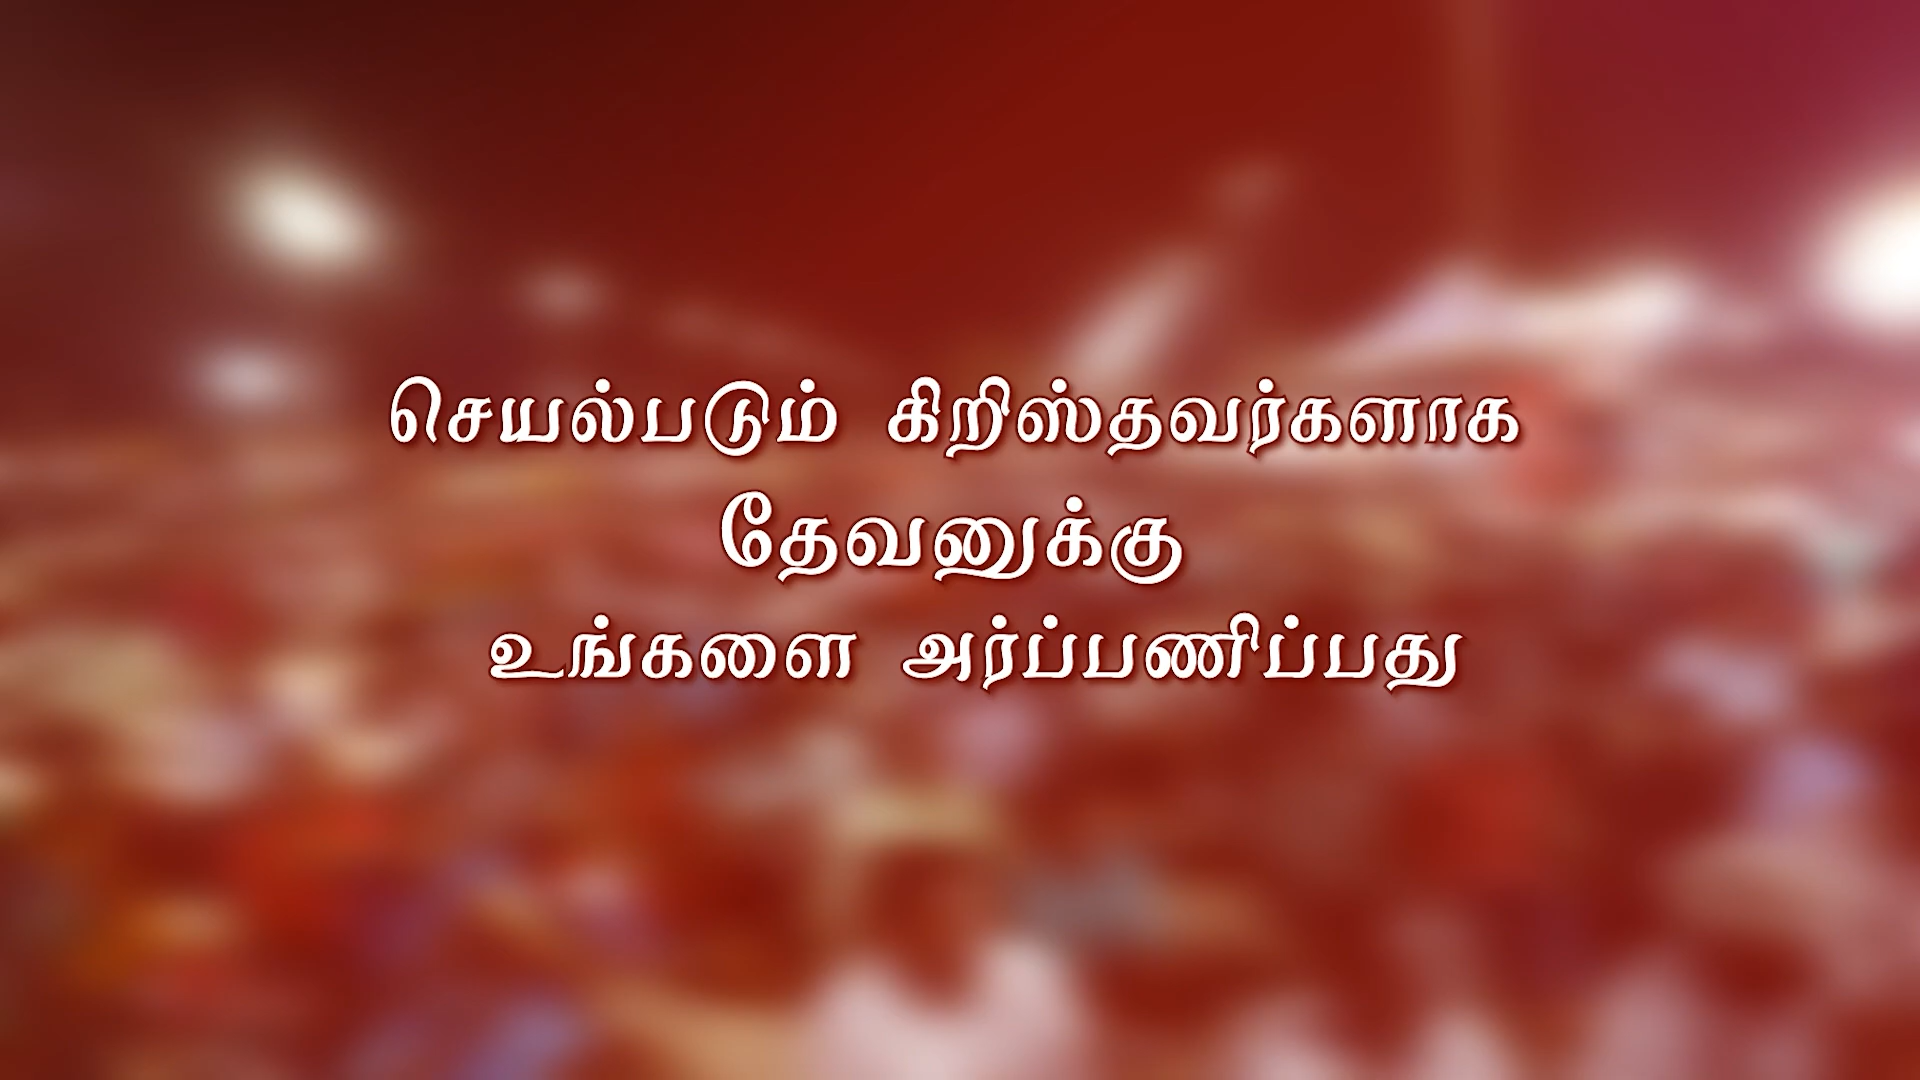 செயல்படும் கிறிஸ்தவர்களாக
தேவனுக்கு
உங்களை அர்ப்பணிப்பது